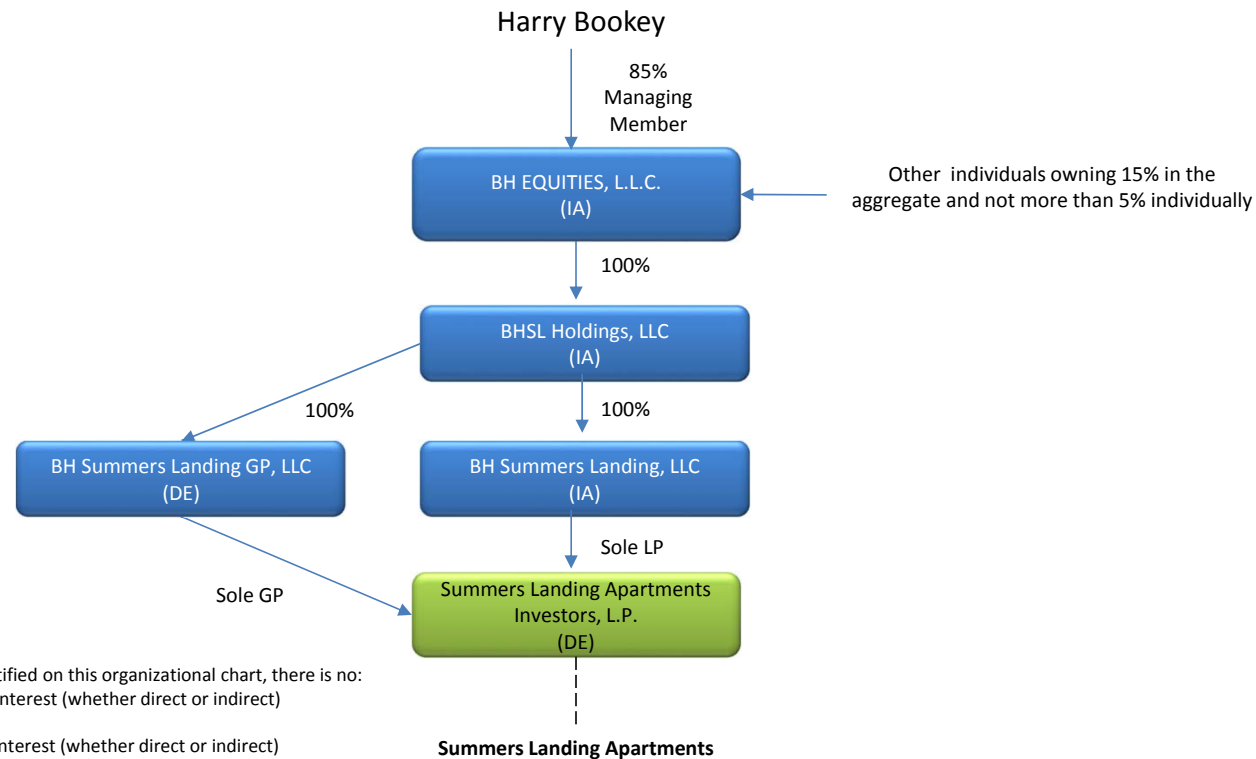 Harry Bookey
85%
Managing
Member
BH EQUITIES, L.L.C.
(IA)
Other individuals owning 15% in the
aggregate and not more than 5% individually
100%
BHSL Holdings, LLC
(IA)
100%
100%
BH Summers Landing GP, LLC
(DE)
BH Summers Landing, LLC
(IA)
Sole LP
Sole GP
Summers Landing Apartments
Investors, L.P.
(DE)
on this organizational chart, there is no:
interest (whether direct or indirect)
interest (whether direct or indirect)
Summers Landing Apartments